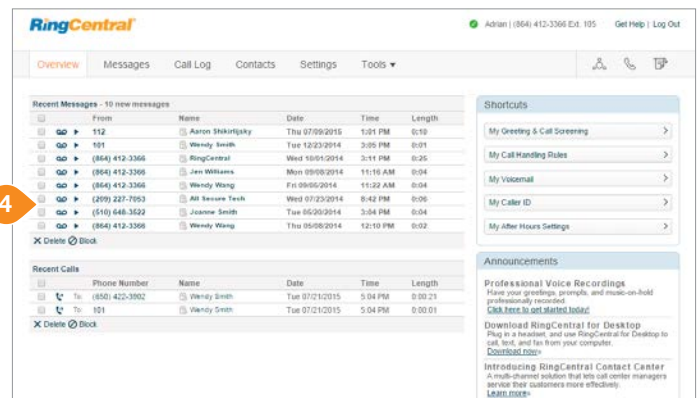 RingCentral
Adrian | (864) 412-3366 Ext. 105 Get Help | Log Out
Overview Messages Call Log Contacts Settings Tools
Recent Messages - 10 new messages
From Name Date Time Length
112 Aaron Shikirlijsky Thu 07/09/2015 1:01 PM 0:10
101 Wendy Smith Tue 12/23/2014 3:05 PM 0:01
(864) 412-3366 RingCentral Wed 10/01/2014 3:11 PM 0:25
(864) 412-3366 Jen Williams Mon 09/08/2014 11:16 AM 0:04
(864) 412-3366 Wendy Wang Fri 09/05/2014 11:22 AM 0:04
(209) 227-7053 All Secure Tech Wed 07/23/2014 8:42 PM 0:06
(510) 648-3522 Joanne Smith Tue 05/20/2014 3:04 PM 0:04
(864) 412-3366 Wendy Wang Thu 05/08/2014 12:10 PM 0:02
Delete Block
4
Recent Calls
Phone Number Name Date Time Length
To: (650) 422-3902 Wendy Smith Tue 07/21/2015 5:04 PM 0:00:21
To: 101 Wendy Smith Tue 07/21/2015 5:04 PM 0:00:01
Delete Block
Shortcuts
My Greeting & Call Screening
My Call Handling Rules
My Voicemail
My Caller ID
My After Hours Settings
Announcements
Professional Voice Recordings
Have your greetings, prompts, and music-on-hold
professionally recorded.
Click here to get started today!
Download RingCentral for Desktop
Plug in a headset, and use RingCentral for Desktop to
call, text, and fax from your computer.
Download now»
Introducing RingCentral Contact Center
A multi-channel solution that lets call center managers
service their customers more effectively.
Learn more»